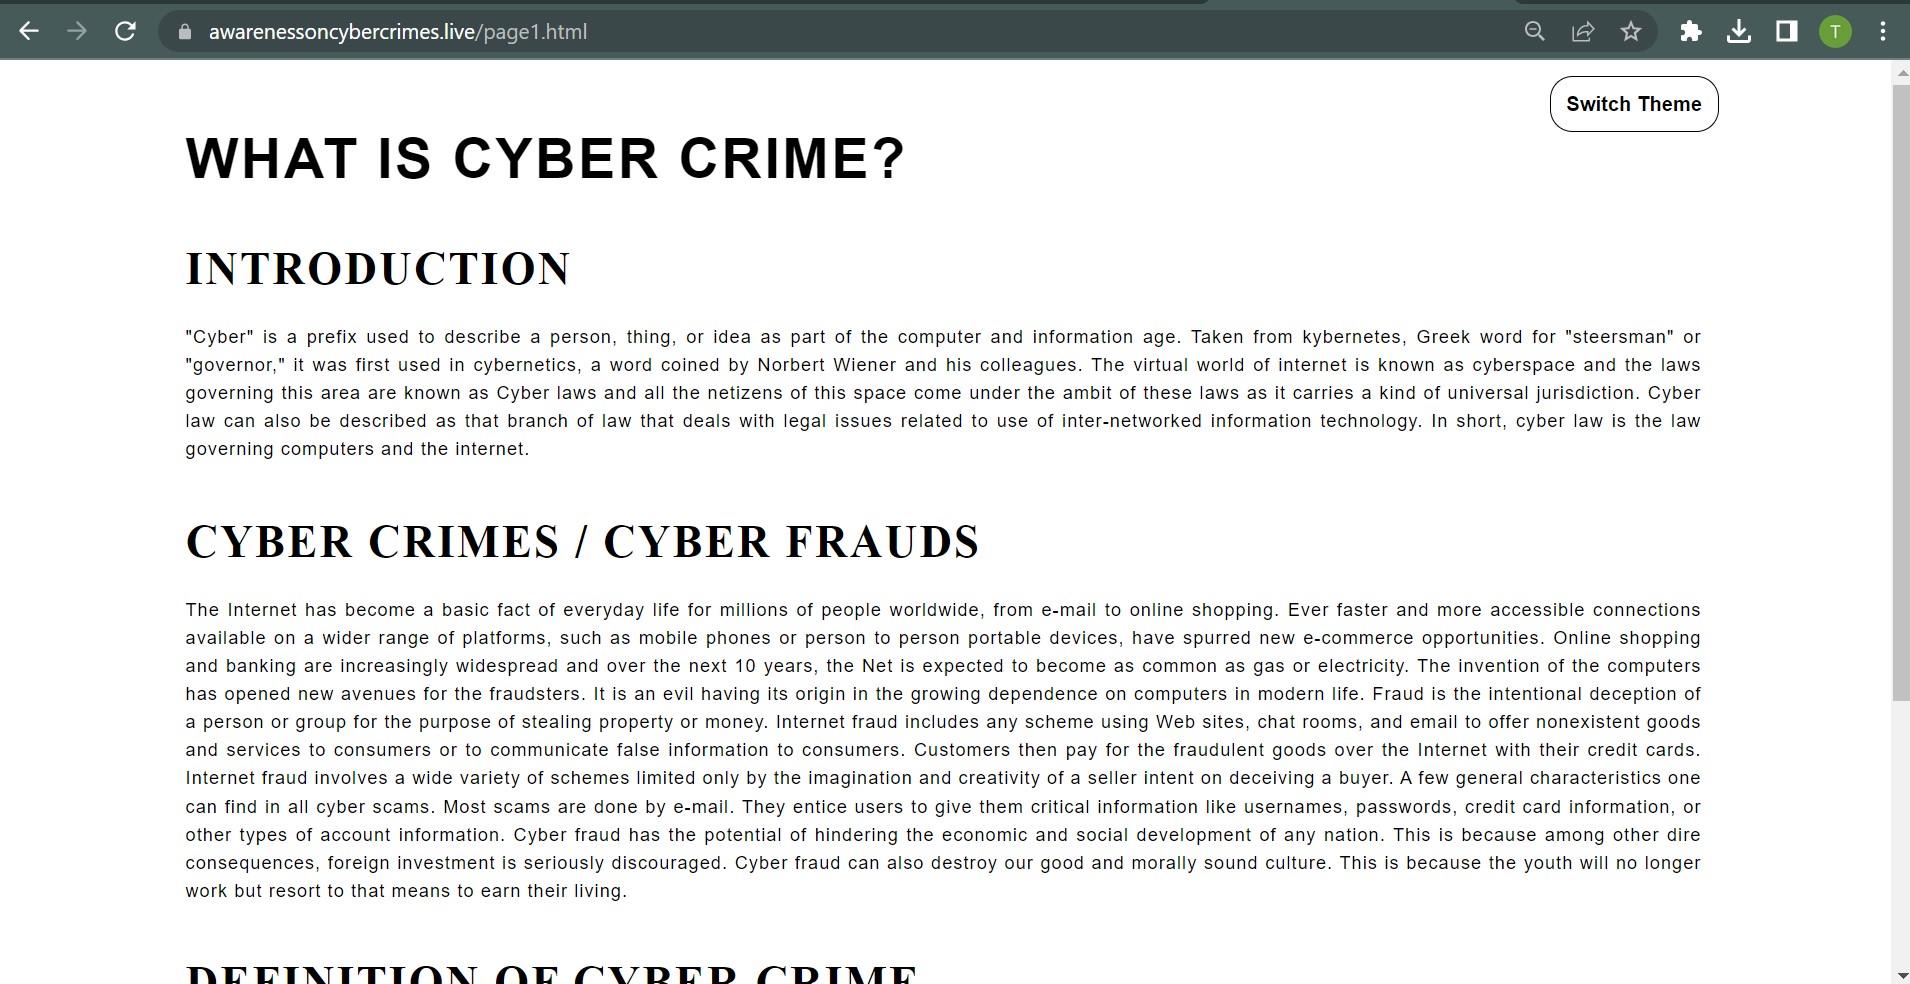 awarenessoncybercrimes.live/page1.html
T
Switch Theme
WHAT IS CYBER CRIME?
INTRODUCTION
"Cyber" is a prefix used to describe a person, thing, or idea as part of the computer and information age. Taken from kybernetes, Greek word for "steersman" or
"governor," it was first used in cybernetics, a word coined by Norbert Wiener and his colleagues. The virtual world of internet is known as cyberspace and the laws
governing this area are known as Cyber laws and all the netizens of this space come under the ambit of these laws as it carries a kind of universal jurisdiction. Cyber
law can also be described as that branch of law that deals with legal issues related to use of inter-networked information technology. In short, cyber law is the law
governing computers and the internet.
CYBER CRIMES / CYBER FRAUDS
The Internet has become a basic fact of everyday life for millions of people worldwide, from e-mail to online shopping. Ever faster and more accessible connections
available on a wider range of platforms, such as mobile phones or person to person portable devices, have spurred new e-commerce opportunities. Online shopping
and banking are increasingly widespread and over the next 10 years, the Net is expected to become as common as gas or electricity. The invention of the computers
has opened new avenues for the fraudsters. It is an evil having its origin in the growing dependence on computers in modern life. Fraud is the intentional deception of
a person or group for the purpose of stealing property or money. Internet fraud includes any scheme using Web sites, chat rooms, and email to offer nonexistent goods
and services to consumers or to communicate false information to consumers. Customers then pay for the fraudulent goods over the Internet with their credit cards.
Internet fraud involves a wide variety of schemes limited only by the imagination and creativity of a seller intent on deceiving a buyer. A few general characteristics one
can find in all cyber scams. Most scams are done by e-mail. They entice users to give them critical information like usernames, passwords, credit card information, or
other types of account information. Cyber fraud has the potential of hindering the economic and social development of any nation. This is because among other dire
consequences, foreign investment is seriously discouraged. Cyber fraud can also destroy our good and morally sound culture. This is because the youth will no longer
work but resort to that means to earn their living.
DEFINITION OF CYBER CRIME